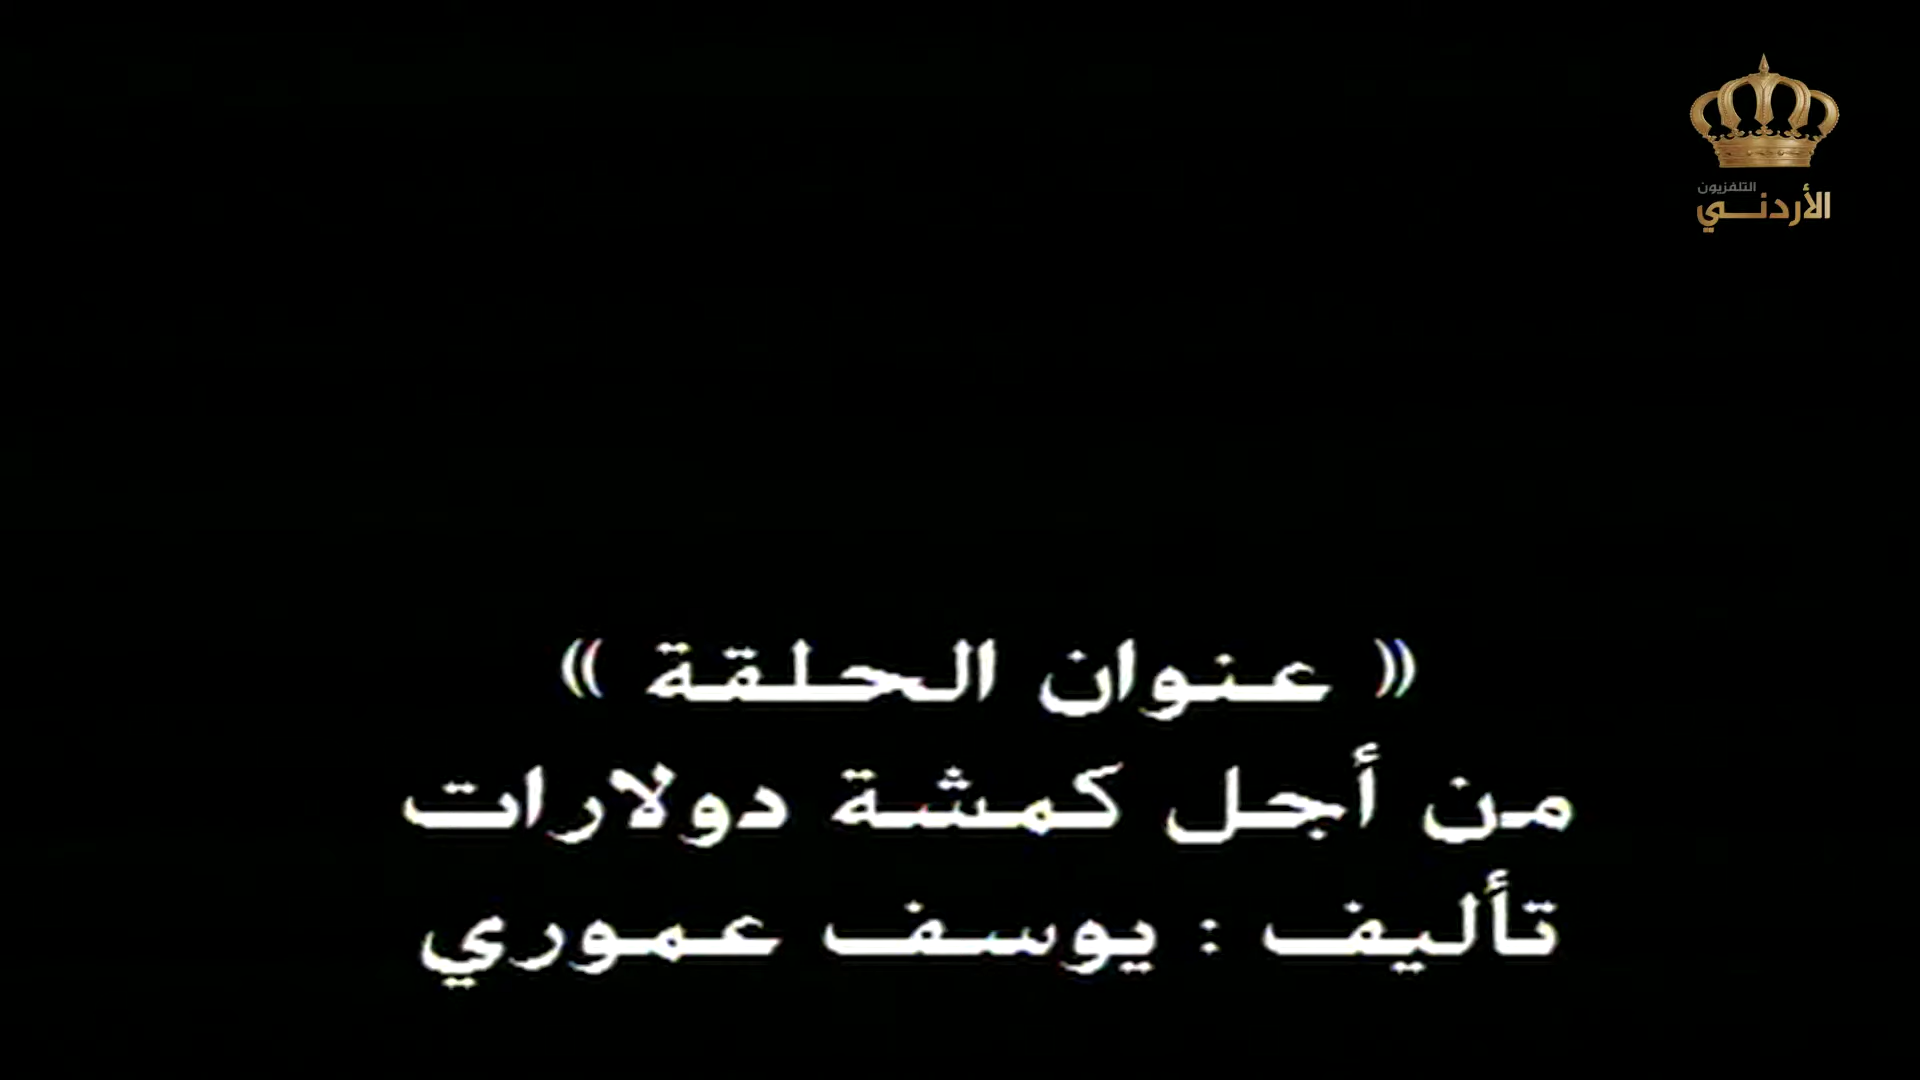 التلفزيون
الأردني
(( عنوان الحلقة ))
من أجل كمشة دولارات
تأليف : يوسف عموري